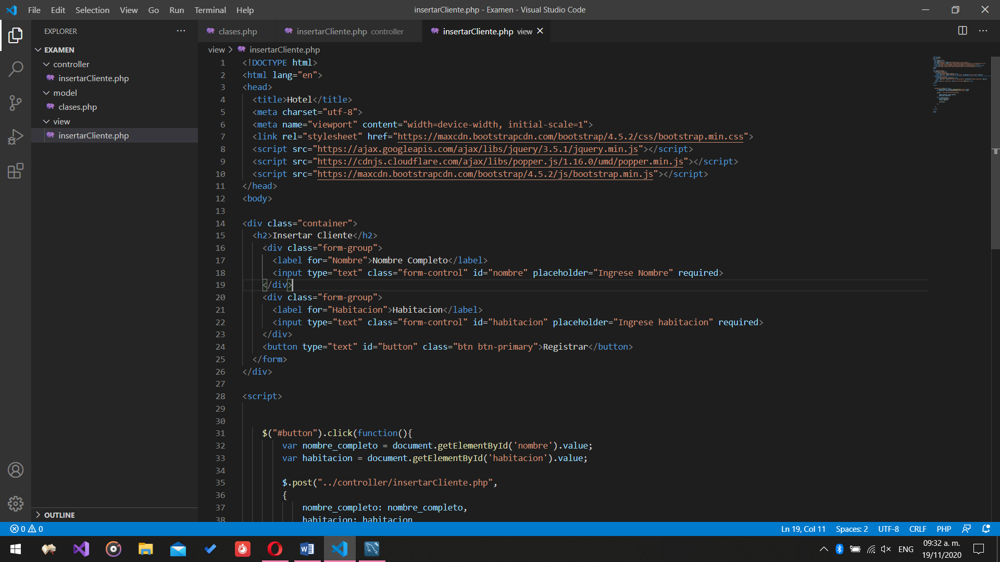 File Edit Selection View Go Run Terminal Help
insertarCliente.php - Examen - Visual Studio Code
EXPLORER
EXAMEN
controller
insertarCliente.php
model
clases.php
view
insertarCliente.php
OUTLINE
clases.php
insertarCliente.php controller
insertarCliente.php view
view > insertarCliente.php
1 <!DOCTYPE html>
2 <html lang="en">
3 <head>
4 <title>Hotel</title>
5 <meta charset="utf-8">
6 <meta name="viewport" content="width=device-width, initial-scale=1">
7 <link rel="stylesheet" href="https://maxcdn.bootstrapcdn.com/bootstrap/4.5.2/css/bootstrap.min.css">
8 <script src="https://ajax.googleapis.com/ajax/libs/jquery/3.5.1/jquery.min.js"></script>
9 <script src="https://cdnjs.cloudflare.com/ajax/libs/popper.js/1.16.0/umd/popper.min.js"></script>
10 <script src="https://maxcdn.bootstrapcdn.com/bootstrap/4.5.2/js/bootstrap.min.js"></script>
11 </head>
12 <body>
13
14 <div class="container">
15 <h2>Insertar Cliente</h2>
16 <div class="form-group">
17 <label for="Nombre">Nombre Completo</label>
18 <input type="text" class="form-control" id="nombre" placeholder="Ingrese Nombre" required>
19 </div>
20 <div class="form-group">
21 <label for="Habitacion">Habitacion</label>
22 <input type="text" class="form-control" id="habitacion" placeholder="Ingrese habitacion" required>
23 </div>
24 <button type="text" id="button" class="btn btn-primary">Registrar</button>
25 </form>
26 </div>
27
28 <script>
29
30
31 $("#button").click(function(){
32 var nombre_completo = document.getElementById('nombre').value;
33 var habitacion = document.getElementById('habitacion').value;
34
35 $.post("../controller/insertarCliente.php",
36 {
37 nombre_completo: nombre_completo,
38 habitacion: habitacion
0 0
Ln 19, Col 11 Spaces: 2 UTF-8 CRLF PHP
ENG
09:32 a. m.
19/11/2020